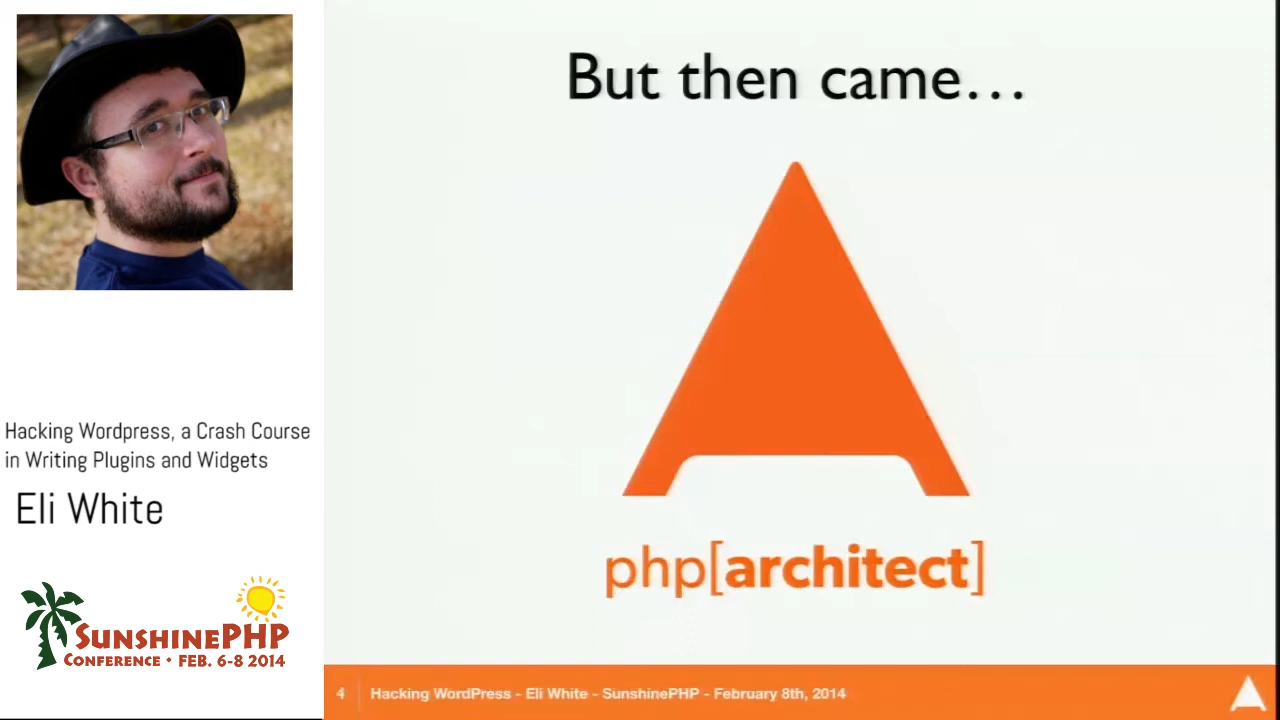 Hacking Wordpress, a Crash Course
in Writing Plugins and Widgets
Eli White
SUNSHINEPHP
CONFERENCE • FEB. 6-8 2014
But then came…
php[architect]
4 Hacking WordPress - Eli White - SunshinePHP - February 8th, 2014